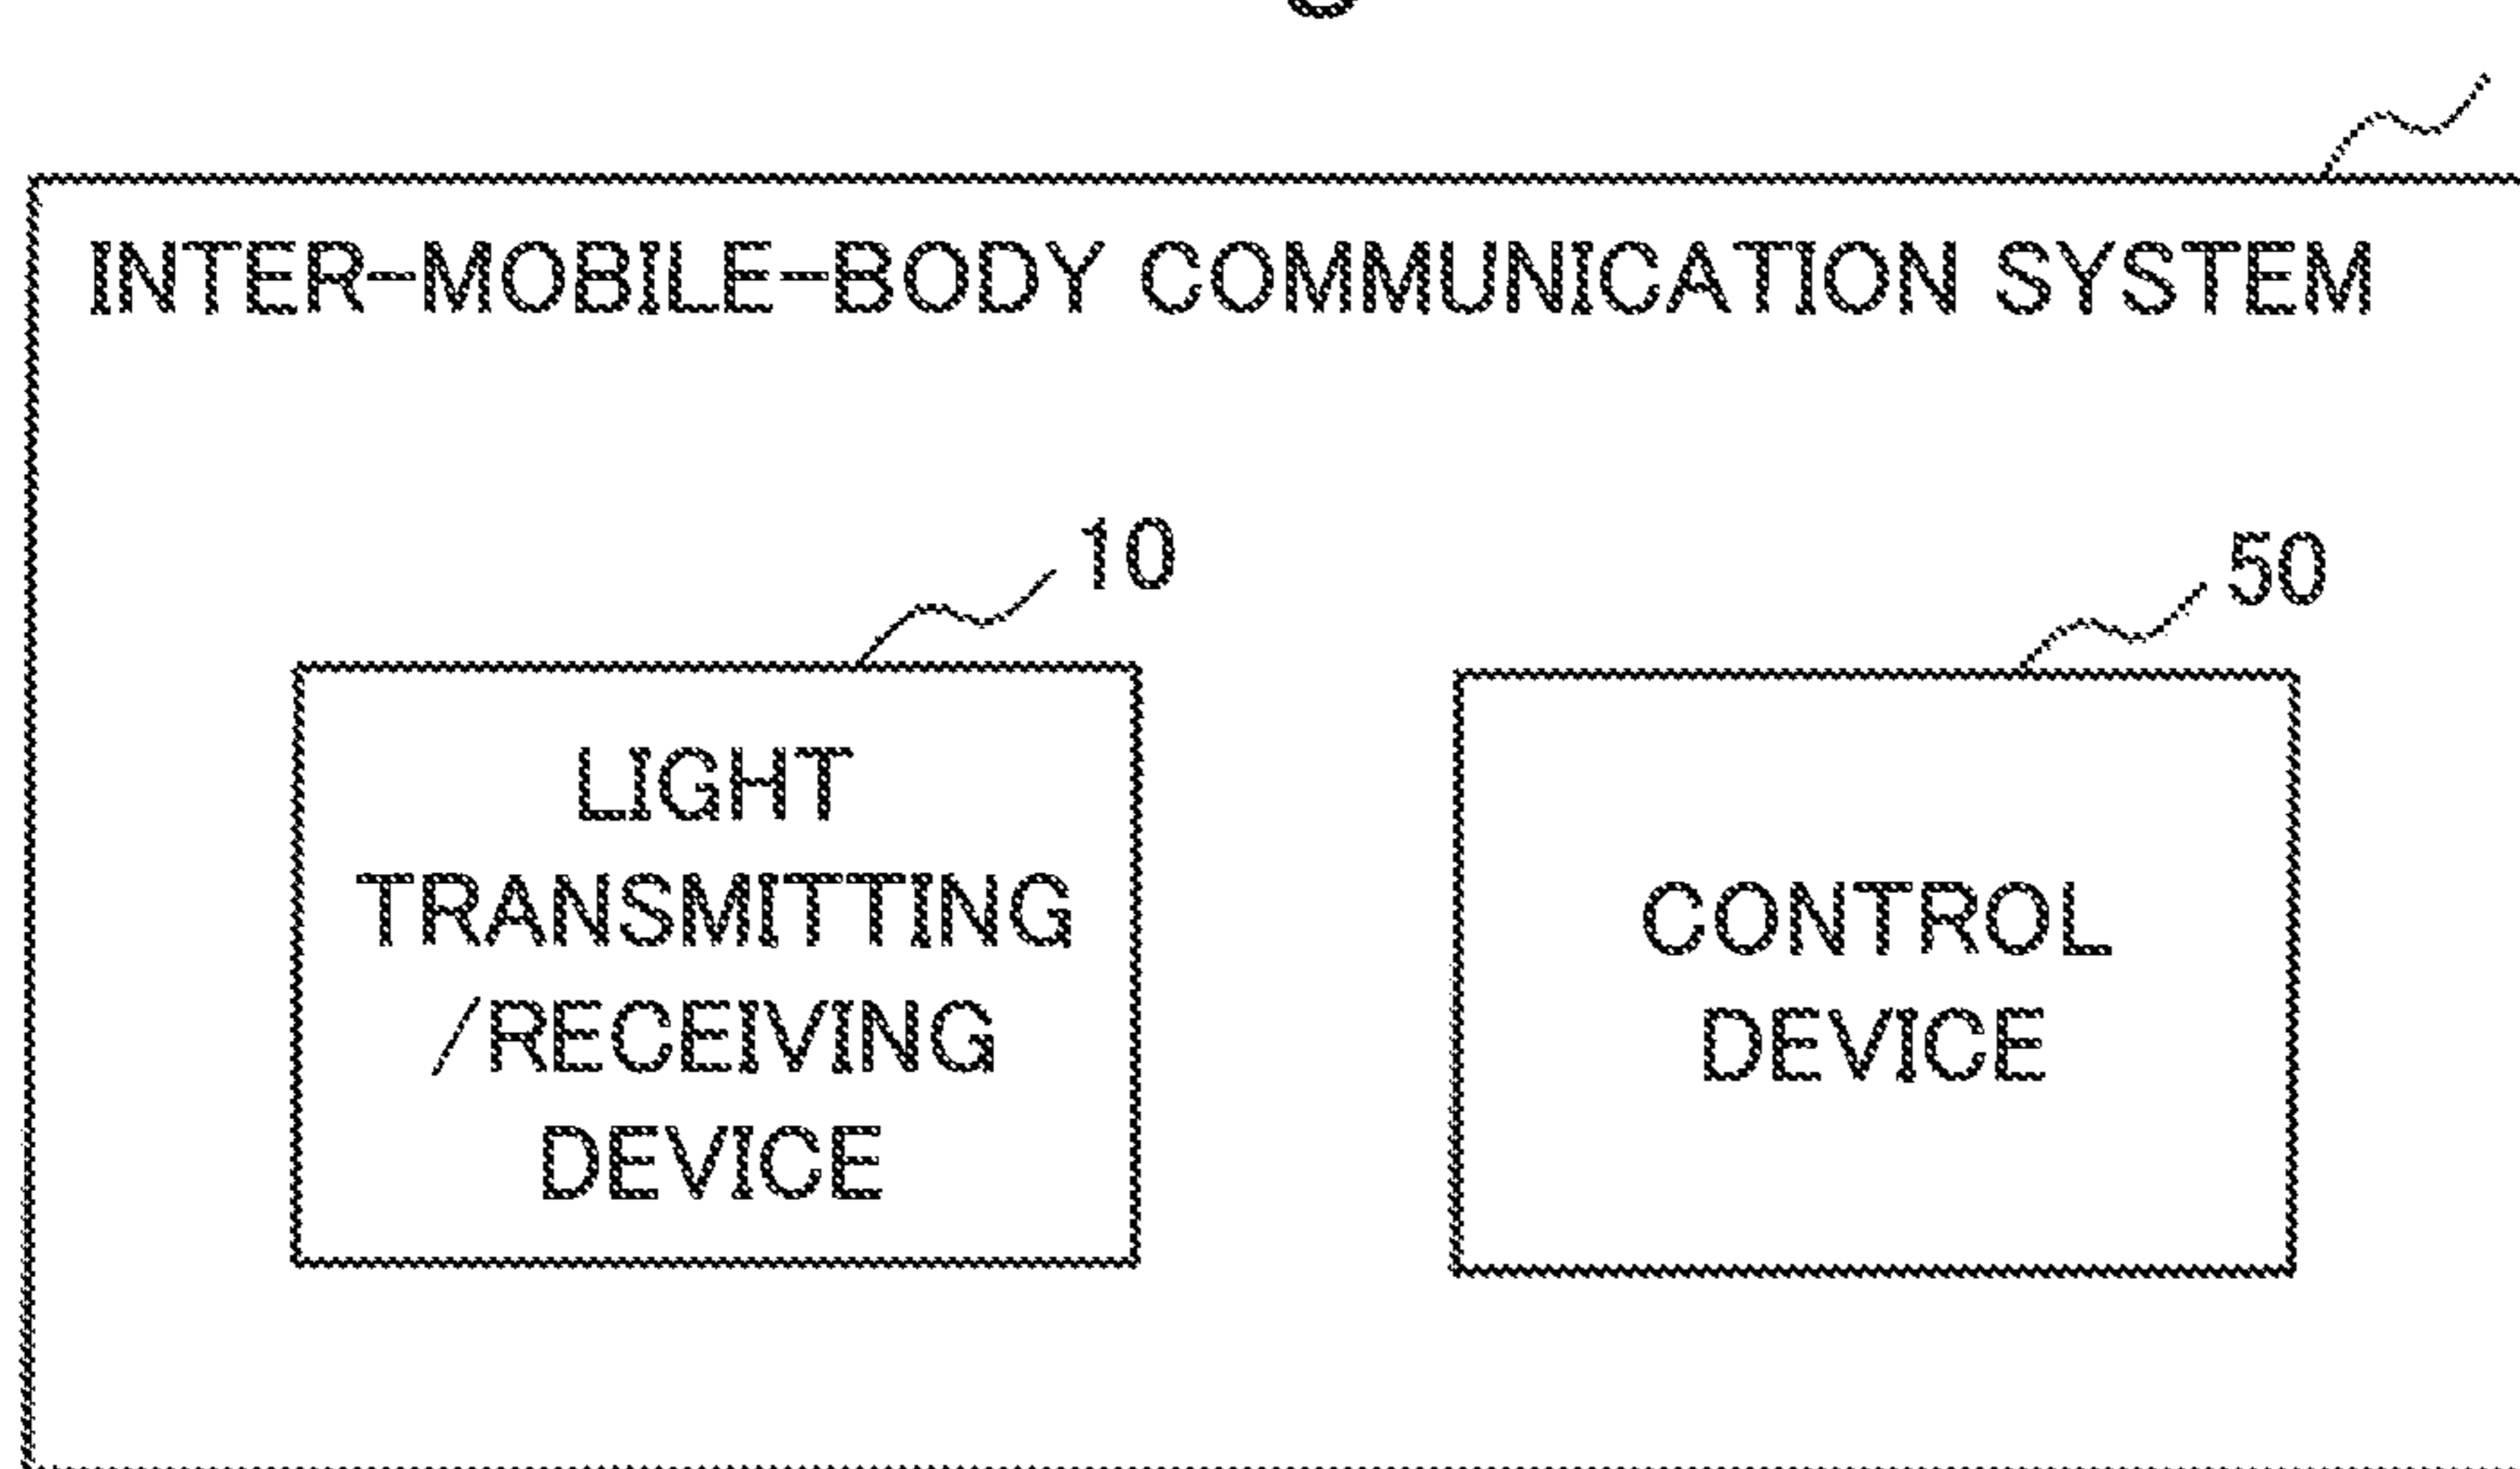 INTER-MOBILE-BODY COMMUNICATION SYSTEM
10
50
LIGHT
TRANSMITTING
/RECEIVING
DEVICE
CONTROL
DEVICE